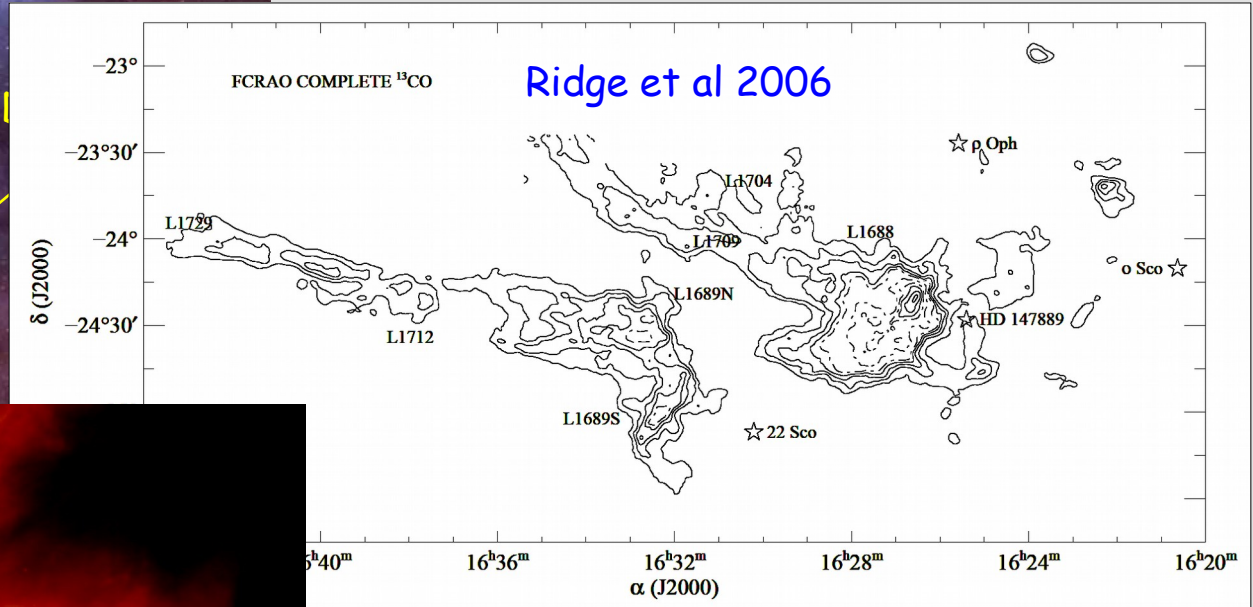 FCRAO COMPLETE ¹³CO
Ridge et al 2006
−23°
−23°30′
−24°
−24°30′
δ (J2000)
ρ Oph
L1704
L1729
L1709
L1688
o Sco
L1689N
HD 147889
L1712
L1689S
22 Sco
16ʰ36ᵐ
16ʰ32ᵐ
16ʰ28ᵐ
16ʰ24ᵐ
16ʰ20ᵐ
α (J2000)